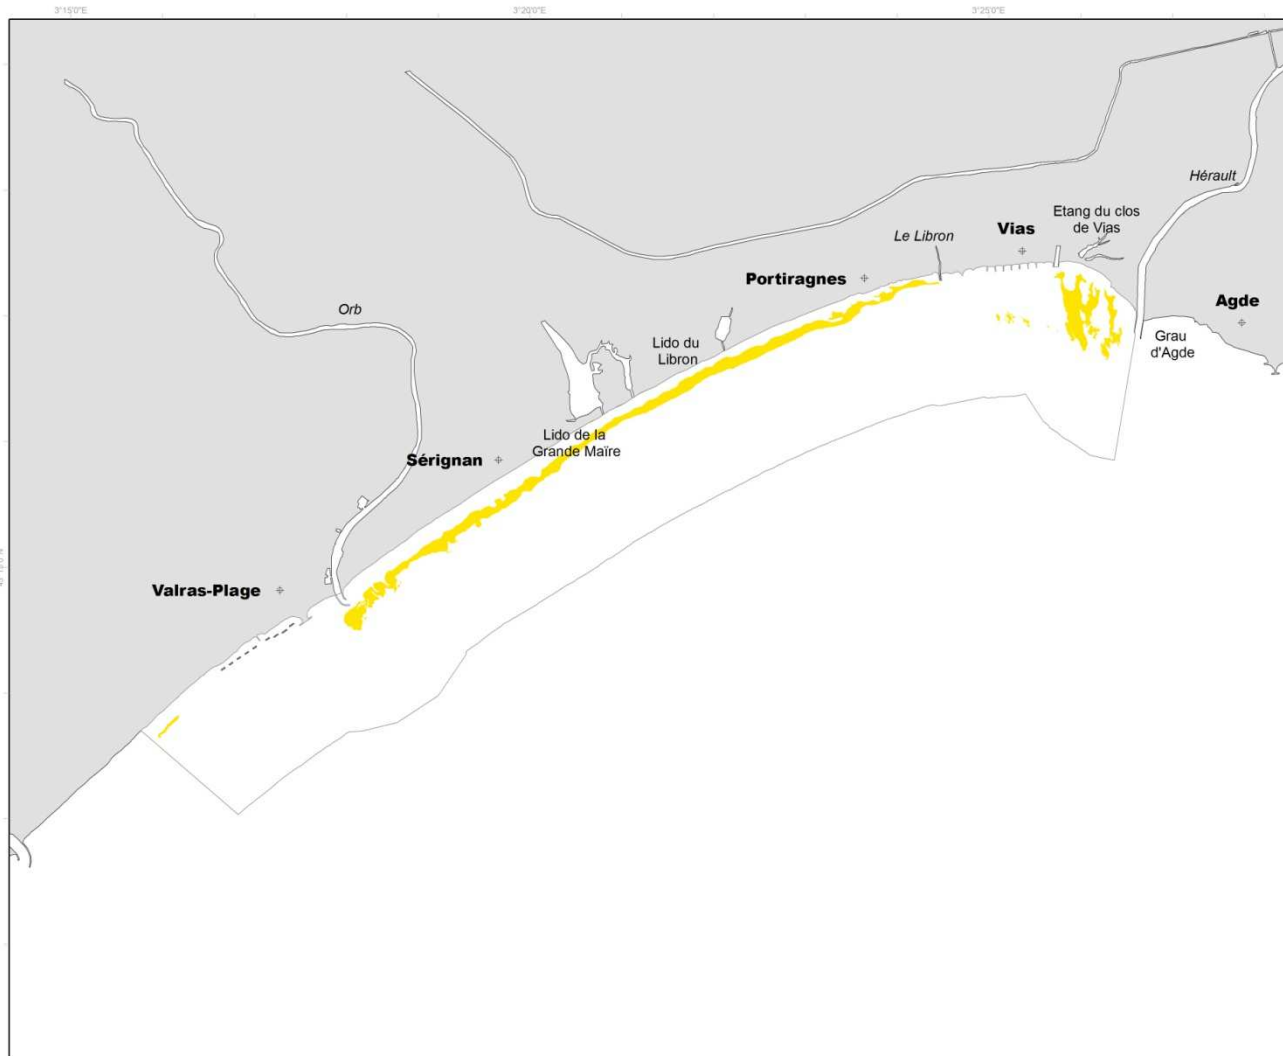 3°15'0"E
3°20'0"E
3°25'0"E
Hérault
Etang du clos
de Vias
Vias
Le Libron
Portiragnes
Orb
Agde
Lido du
Libron
Grau
d'Agde
Lido de la
Grande Maïre
Sérignan
Valras-Plage